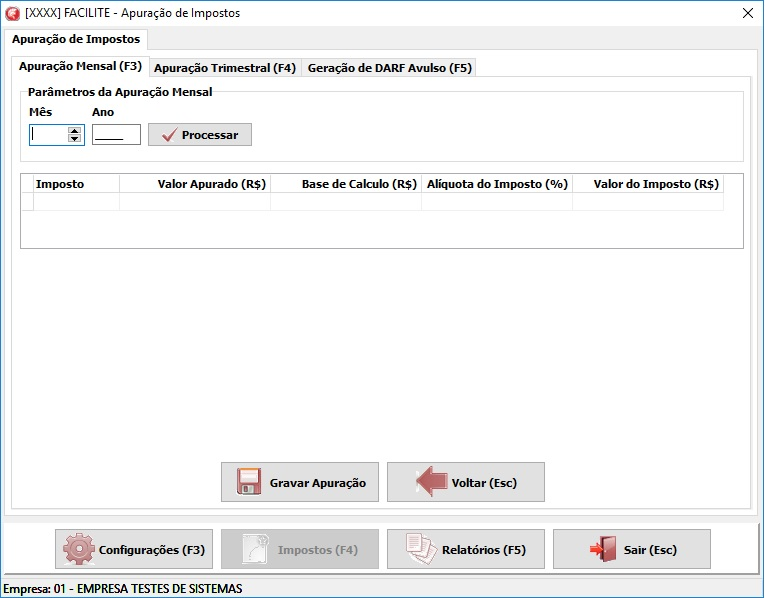 [XXXX] FACILITE - Apuração de Impostos
Apuração de Impostos
Apuração Mensal (F3) Apuração Trimestral (F4) Geração de DARF Avulso (F5)
Parâmetros da Apuração Mensal
Mês Ano
____ Processar
Imposto Valor Apurado (R$) Base de Calculo (R$) Alíquota do Imposto (%) Valor do Imposto (R$)
Gravar Apuração Voltar (Esc)
Configurações (F3) Impostos (F4) Relatórios (F5) Sair (Esc)
Empresa: 01 - EMPRESA TESTES DE SISTEMAS